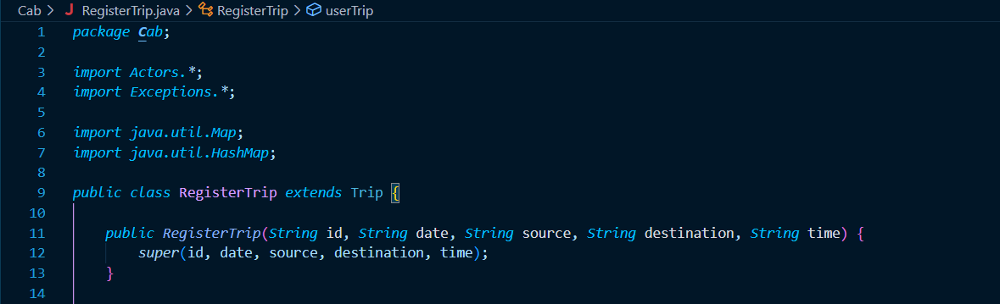 Cab > RegisterTrip.java > RegisterTrip > userTrip
1 package Cab;
2
3 import Actors.*;
4 import Exceptions.*;
5
6 import java.util.Map;
7 import java.util.HashMap;
8
9 public class RegisterTrip extends Trip {
10
11 public RegisterTrip(String id, String date, String source, String destination, String time) {
12 super(id, date, source, destination, time);
13 }
14